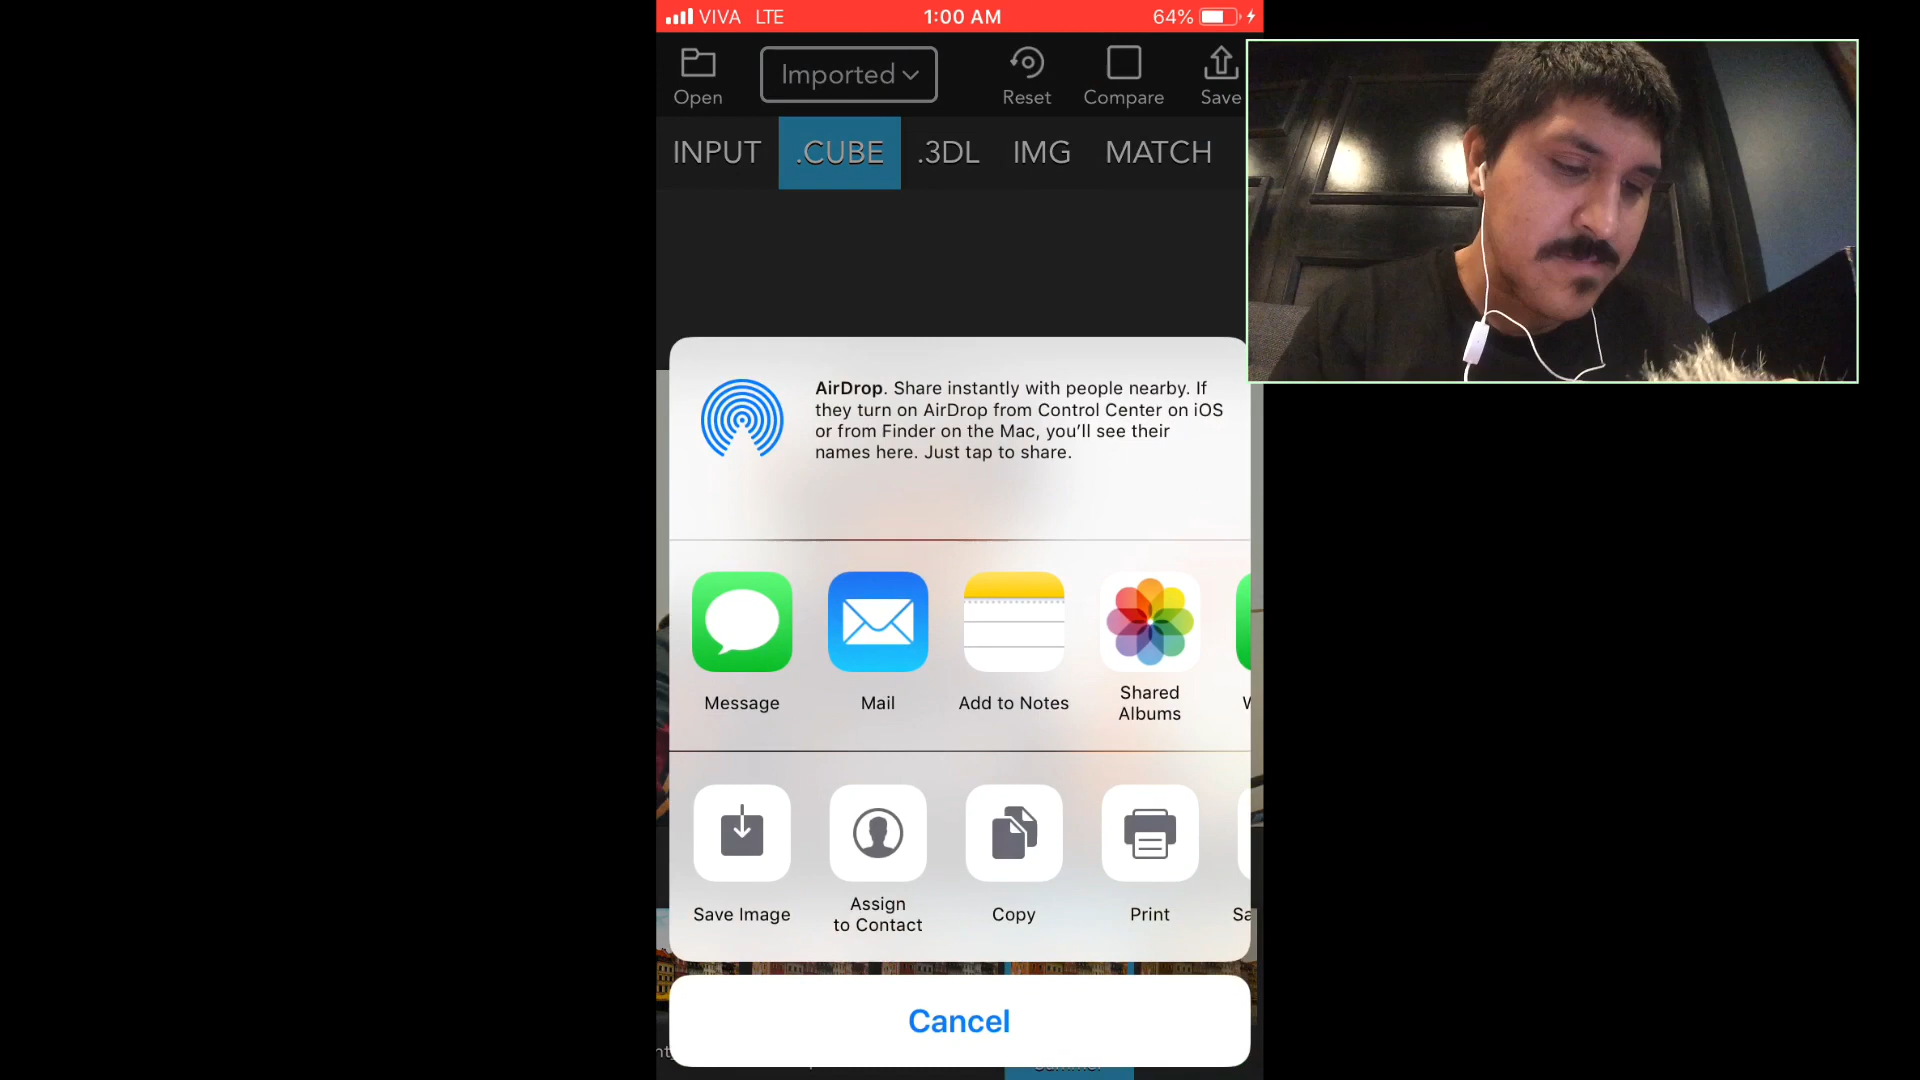 VIVA LTE 1:00 AM 64%
Open Imported Reset Compare Save
INPUT .CUBE .3DL IMG MATCH
AirDrop. Share instantly with people nearby. If
they turn on AirDrop from Control Center on iOS
or from Finder on the Mac, you’ll see their
names here. Just tap to share.
Message Mail Add to Notes Shared
Albums
Save Image Assign
to Contact Copy Print Sa
Cancel